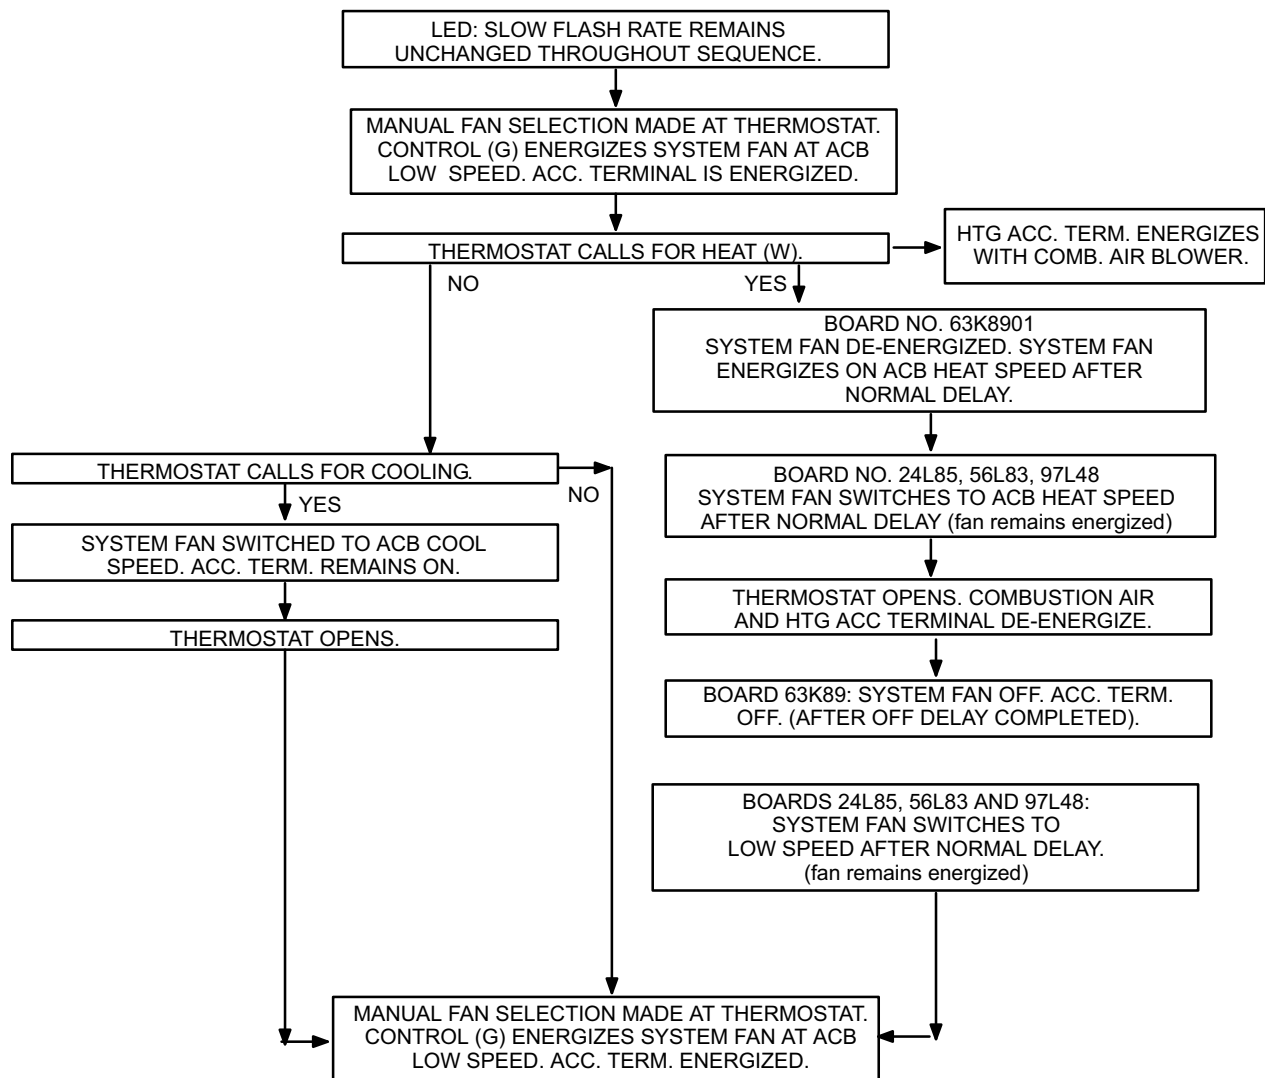 LED: SLOW FLASH RATE REMAINS
UNCHANGED THROUGHOUT SEQUENCE.
MANUAL FAN SELECTION MADE AT THERMOSTAT.
CONTROL (G) ENERGIZES SYSTEM FAN AT ACB
LOW SPEED. ACC. TERMINAL IS ENERGIZED.
THERMOSTAT CALLS FOR HEAT (W).
HTG ACC. TERM. ENERGIZES
WITH COMB. AIR BLOWER.
NO
YES
BOARD NO. 63K8901
SYSTEM FAN DE-ENERGIZED. SYSTEM FAN
ENERGIZES ON ACB HEAT SPEED AFTER
NORMAL DELAY.
THERMOSTAT CALLS FOR COOLING.
NO
YES
BOARD NO. 24L85, 56L83, 97L48
SYSTEM FAN SWITCHES TO ACB HEAT SPEED
AFTER NORMAL DELAY (fan remains energized)
SYSTEM FAN SWITCHED TO ACB COOL
SPEED. ACC. TERM. REMAINS ON.
THERMOSTAT OPENS. COMBUSTION AIR
AND HTG ACC TERMINAL DE-ENERGIZE.
THERMOSTAT OPENS.
BOARD 63K89: SYSTEM FAN OFF. ACC. TERM.
OFF. (AFTER OFF DELAY COMPLETED).
BOARDS 24L85, 56L83 AND 97L48:
SYSTEM FAN SWITCHES TO
LOW SPEED AFTER NORMAL DELAY.
(fan remains energized)
MANUAL FAN SELECTION MADE AT THERMOSTAT.
CONTROL (G) ENERGIZES SYSTEM FAN AT ACB
LOW SPEED. ACC. TERM. ENERGIZED.